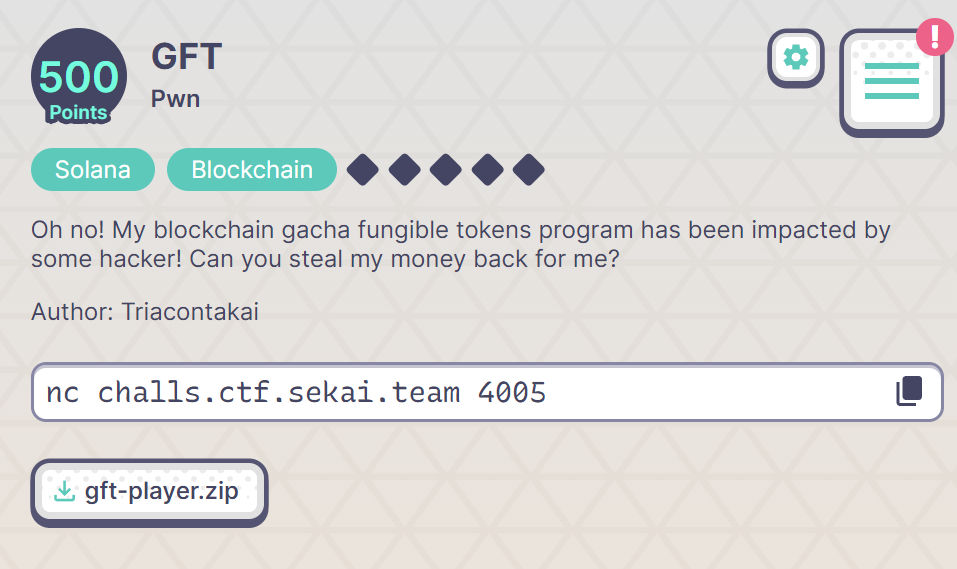 500
Points
GFT
Pwn
!
Solana
Blockchain
Oh no! My blockchain gacha fungible tokens program has been impacted by
some hacker! Can you steal my money back for me?
Author: Triacontakai
nc challs.ctf.sekai.team 4005
gft-player.zip